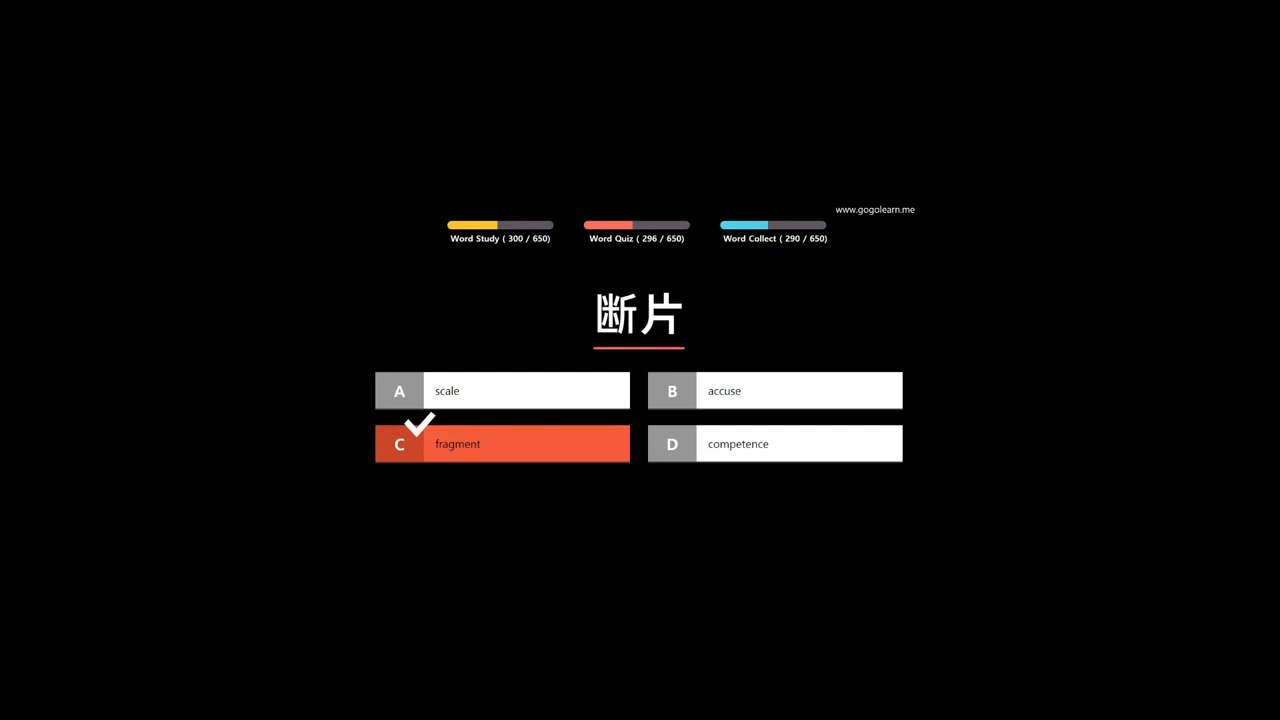 www.gogolearn.me
Word Study ( 300 / 650)
Word Quiz ( 296 / 650)
Word Collect ( 290 / 650)
断片
A scale
B accuse
C fragment
D competence